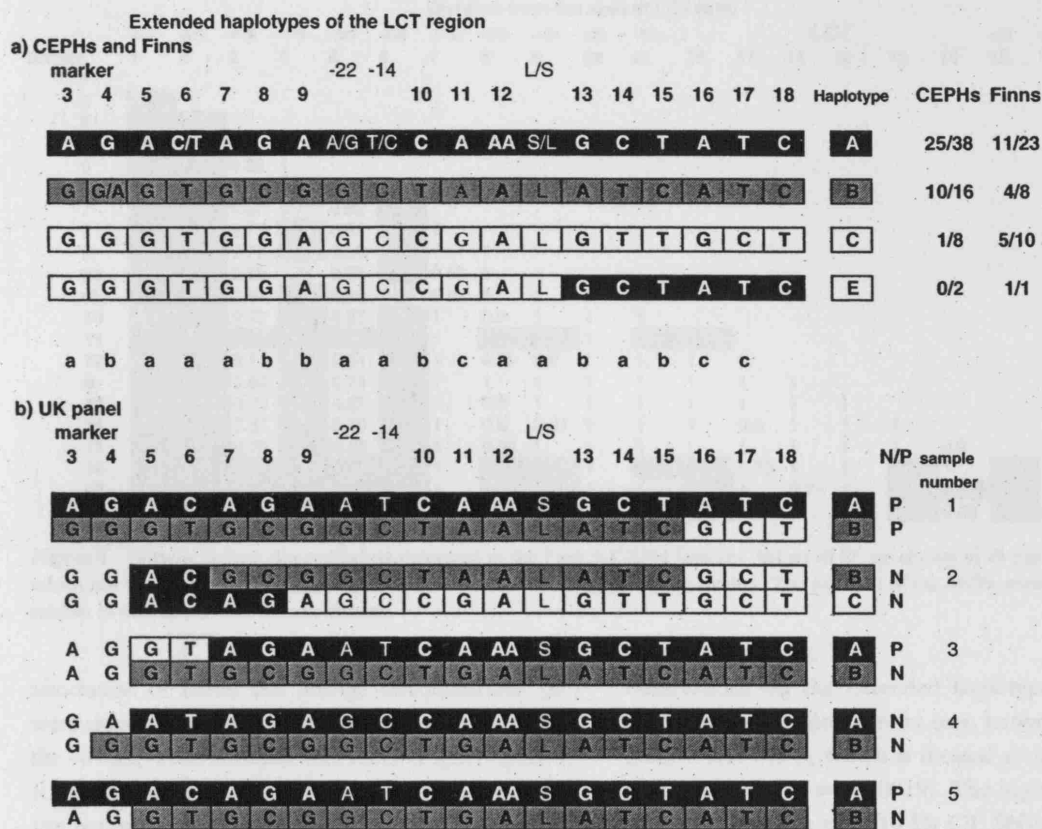 Extended haplotypes of the LCT region
a) CEPHs and Finns
marker -22 -14 L/S
3 4 5 6 7 8 9 10 11 12 13 14 15 16 17 18 Haplotype CEPHs Finns
A G A C/T A G A A/G T/C C A AA S/L G C T A T C A 25/38 11/23
G G/A G T G C G G C T A A L A T C A T C B 10/16 4/8
G G G T G G A G C C G A L G T T G C T C 1/8 5/10
G G G T G G A G C C G A L G C T A T C E 0/2 1/1
a b a a a b b a a b c a a b a b c c
b) UK panel
marker -22 -14 L/S
3 4 5 6 7 8 9 10 11 12 13 14 15 16 17 18 N/P sample
number
A G A C A G A A T C A AA S G C T A T C A P
G G G T G C G G C T A A L A T C G C T B P
G G A C G C G G C T A A L A T C G C T B N 2
G G A C A G A G C C G A L G T T G C T C N
A G G T A G A A T C A AA S G C T A T C A P 3
A G G T G C G G C T G A L A T C A T C B N
G A A T A G A G C C A AA S G C T A T C A N 4
G G G T G C G G C T G A L A T C A T C B N
A G A C A G A A T C A AA S G C T A T C A P 5
A G G T G C G G C T G A L A T C A T C B N